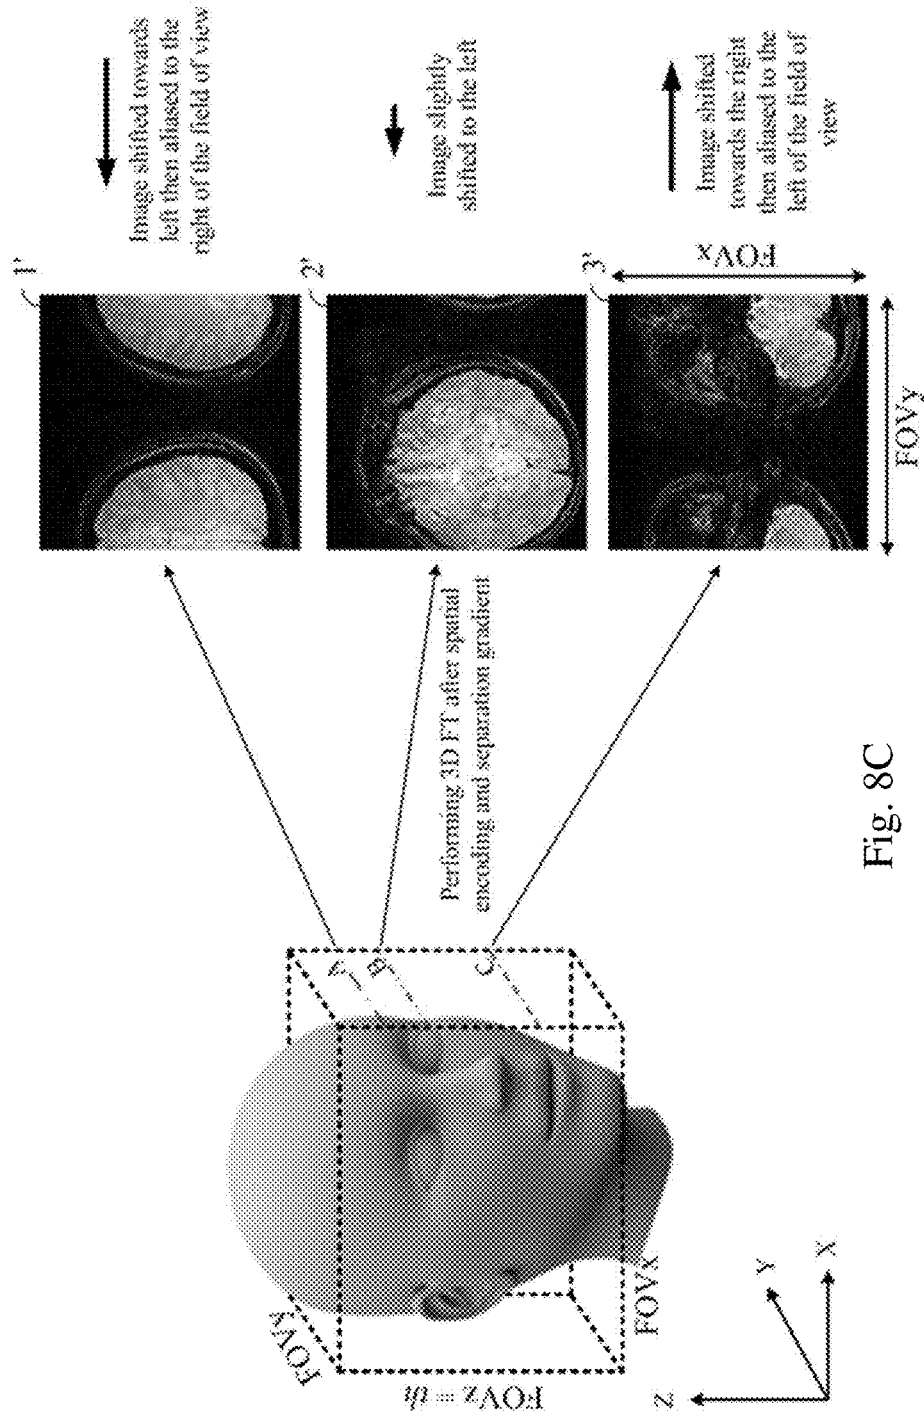 FOVy
FOVz = th
FOVx
Z
Y
X
A
B
C
Performing 3D FT after spatial
encoding and separation gradient
1'
2'
3'
Image shifted towards
left then aliased to the
right of the field of view
Image slightly
shifted to the left
Image shifted
towards the right
then aliased to the
left of the field of
view
FOVx
FOVy
Fig. 8C